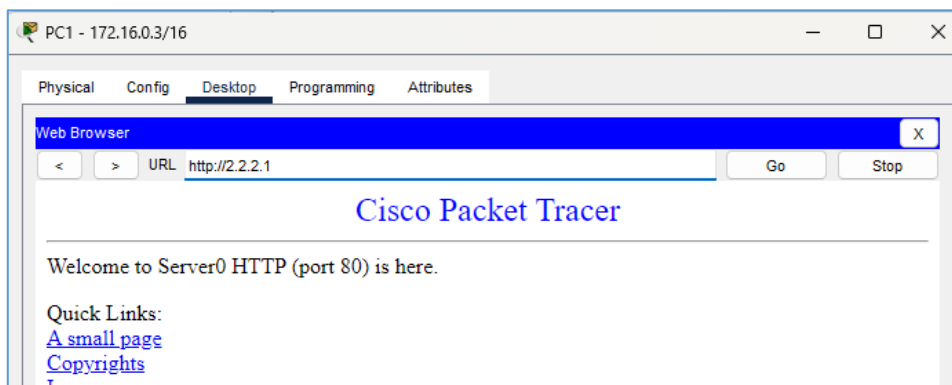 PC1 - 172.16.0.3/16
Physical Config Desktop Programming Attributes
Web Browser X
< > URL http://2.2.2.1 Go Stop
Cisco Packet Tracer
Welcome to Server0 HTTP (port 80) is here.
Quick Links:
A small page
Copyrights